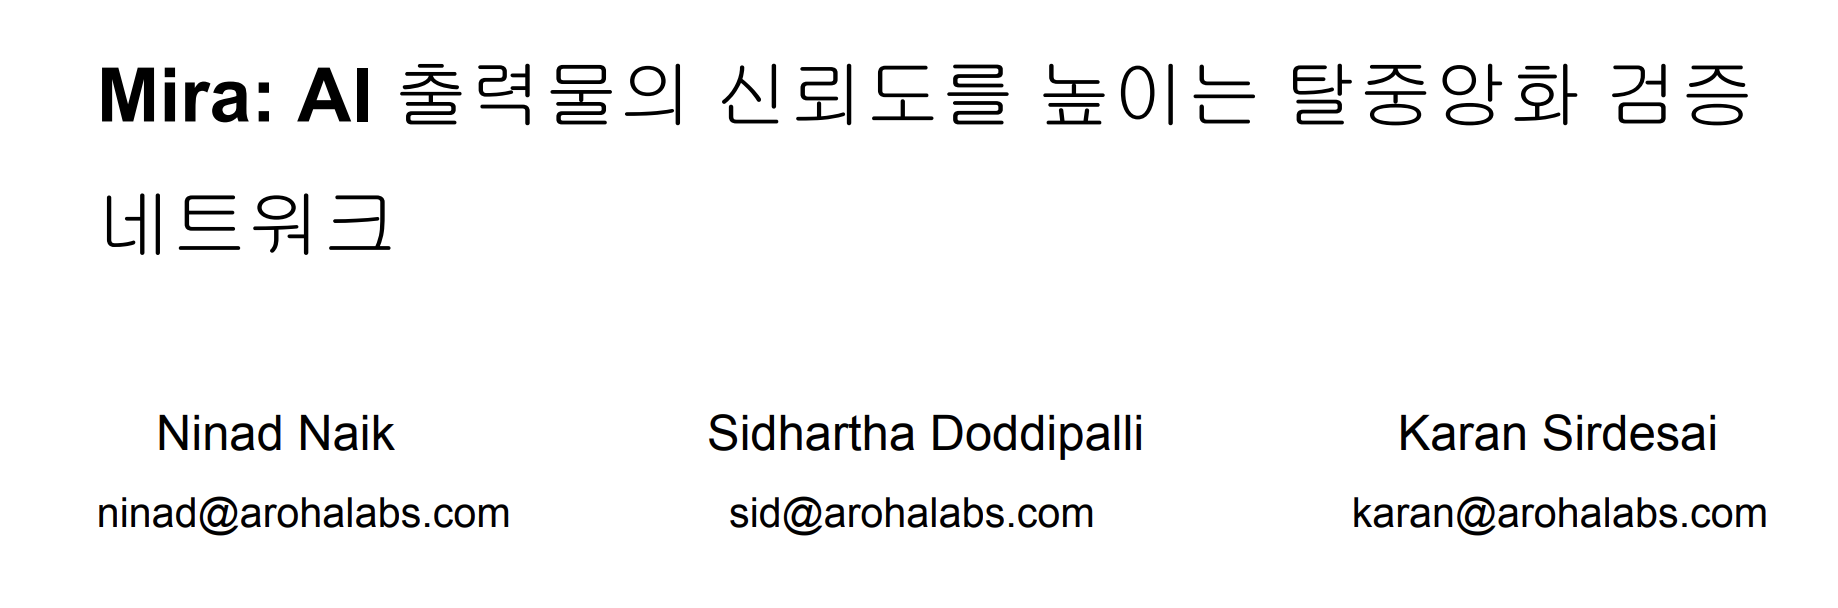 Mira: AI 출력물의 신뢰도를 높이는 탈중앙화 검증
네트워크
Ninad Naik Sidhartha Doddipalli Karan Sirdesai
ninad@arohalabs.com sid@arohalabs.com karan@arohalabs.com